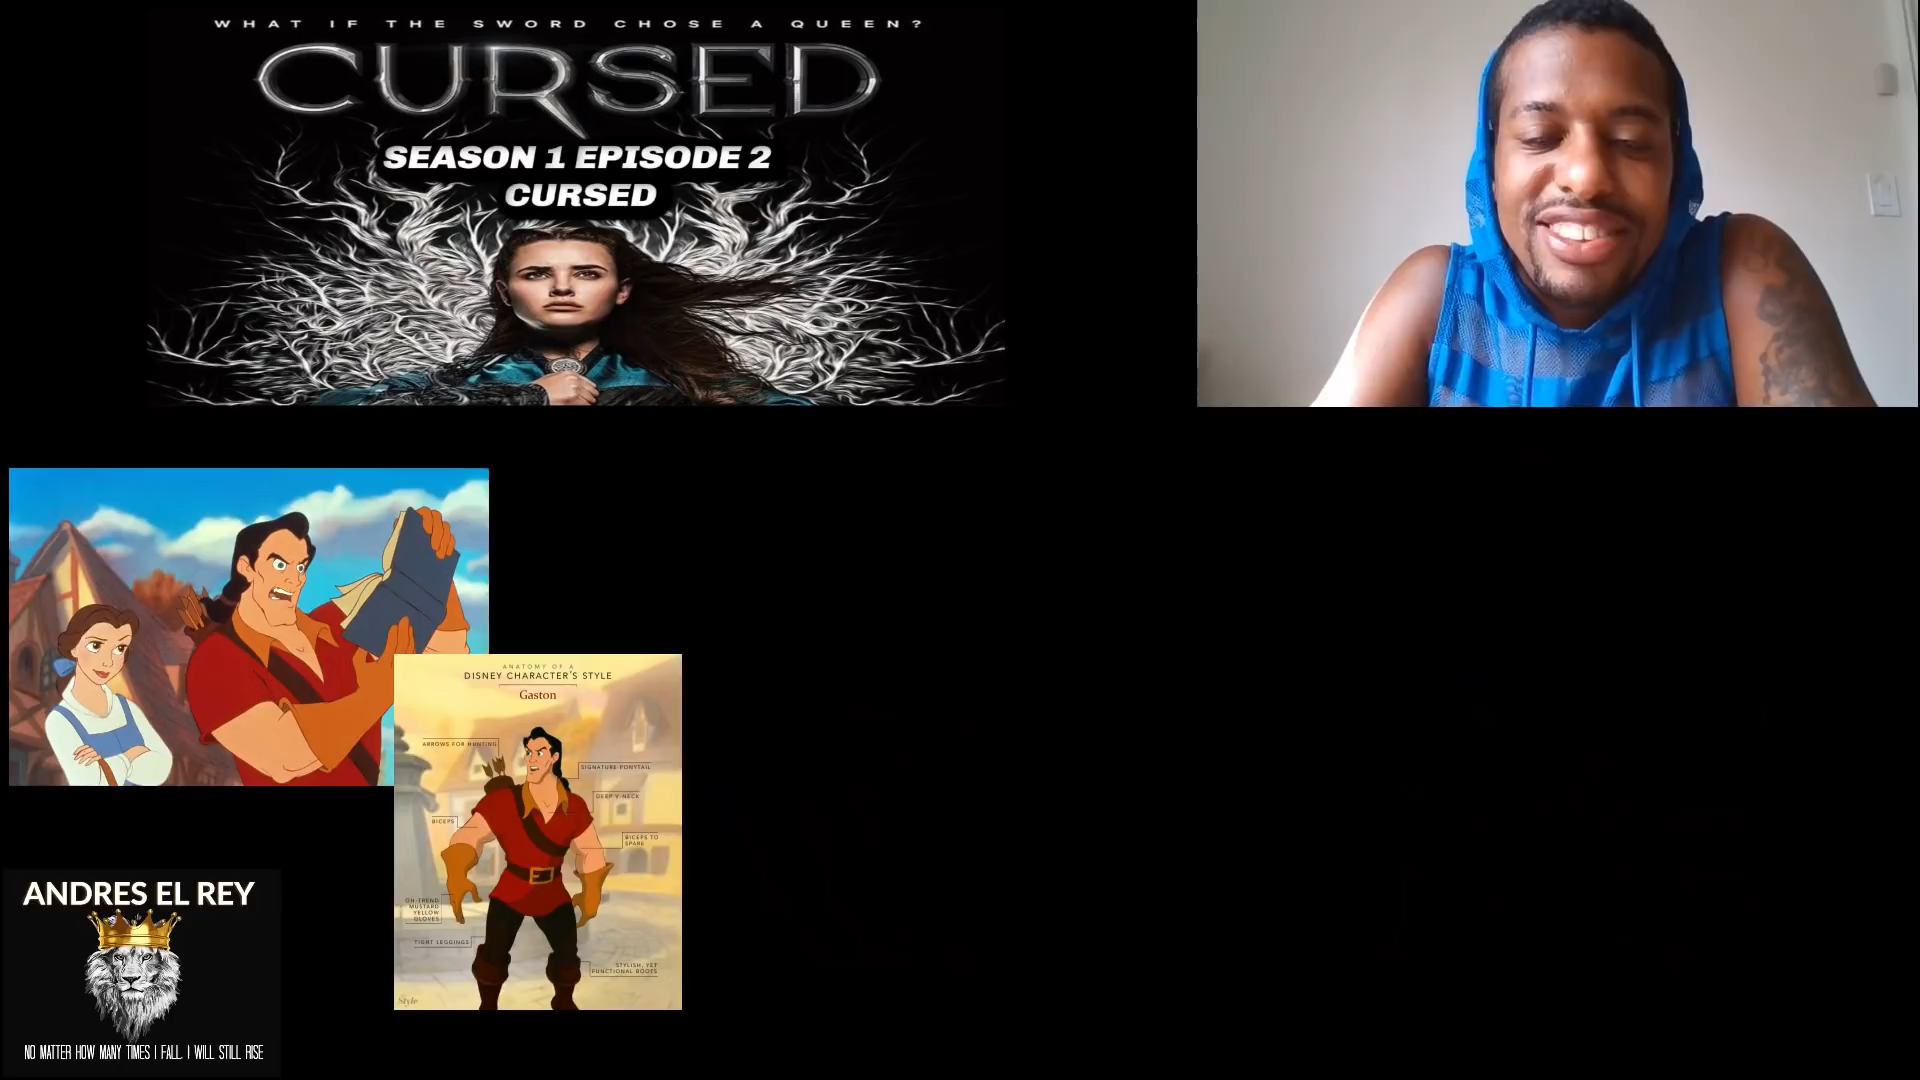 WHAT IF THE SWORD CHOSE A QUEEN?
CURSED
SEASON 1 EPISODE 2
CURSED
ANATOMY OF A
DISNEY CHARACTER'S STYLE
Gaston
ARROWS FOR HUNTING
SIGNATURE PONYTAIL
DEEP V-NECK
BICEPS
BICEPS TO
SPARE
ON-TREND
MUSTARD
YELLOW
GLOVES
TIGHT LEGGINGS
STYLISH, YET
FUNCTIONAL BOOTS
Style
ANDRES EL REY
NO MATTER HOW MANY TIMES I FALL. I WILL STILL RISE